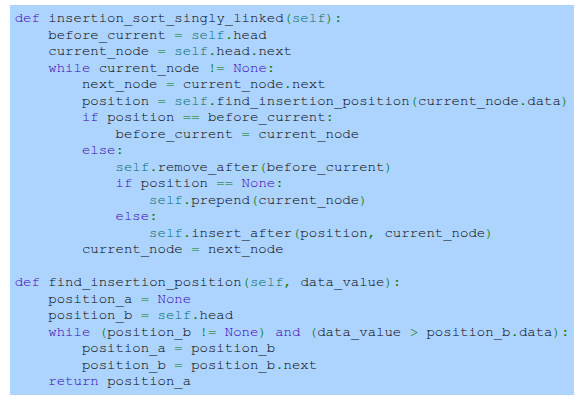 def insertion_sort_singly_linked(self):
    before_current = self.head
    current_node = self.head.next
    while current_node != None:
        next_node = current_node.next
        position = self.find_insertion_position(current_node.data)
        if position == before_current:
            before_current = current_node
        else:
            self.remove_after(before_current)
            if position == None:
                self.prepend(current_node)
            else:
                self.insert_after(position, current_node)
        current_node = next_node

def find_insertion_position(self, data_value):
    position_a = None
    position_b = self.head
    while (position_b != None) and (data_value > position_b.data):
        position_a = position_b
        position_b = position_b.next
    return position_a